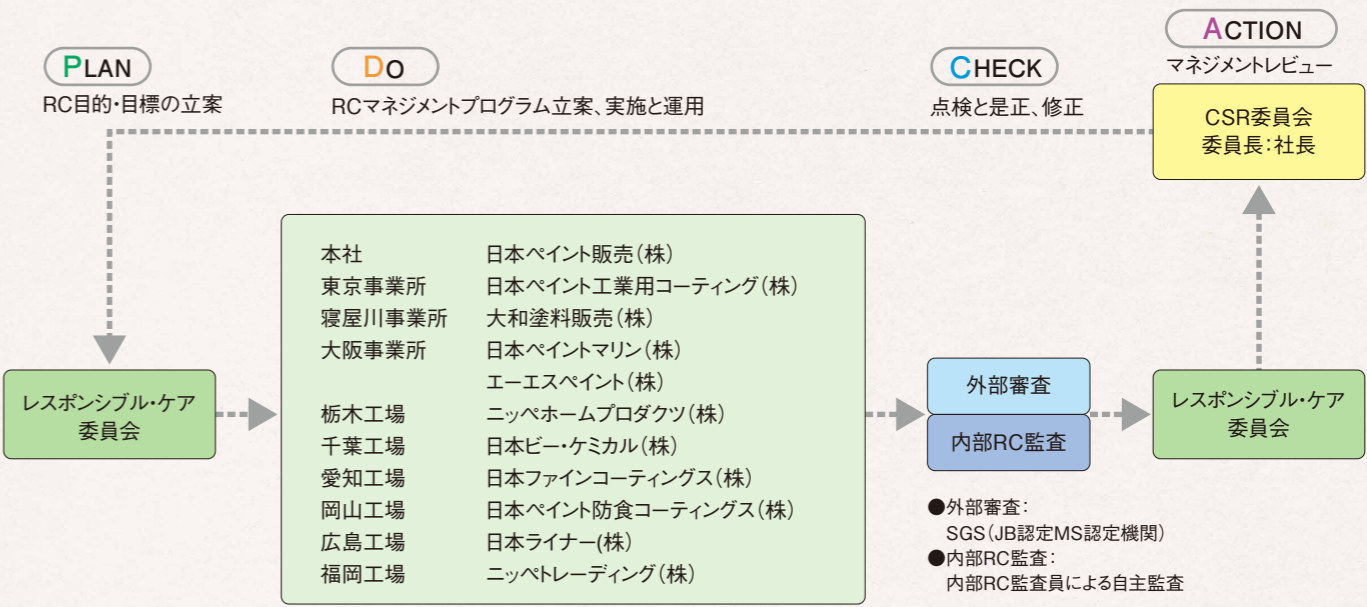 PLAN
RC目的・目標の立案
DO
RCマネジメントプログラム立案、実施と運用
CHECK
点検と是正、修正
ACTION
マネジメントレビュー
CSR委員会
委員長：社長
レスポンシブル・ケア
委員会
本社 日本ペイント販売（株）
東京事業所 日本ペイント工業用コーティング（株）
寝屋川事業所 大和塗料販売（株）
大阪事業所 日本ペイントマリン（株）
エーエスペイント（株）
栃木工場 ニッペホームプロダクツ（株）
千葉工場 日本ビー・ケミカル（株）
愛知工場 日本ファインコーティングス（株）
岡山工場 日本ペイント防食コーティングス（株）
広島工場 日本ライナー(株）
福岡工場 ニッペトレーディング（株）
外部審査
内部RC監査
●外部審査：
SGS（JB認定MS認定機関）
●内部RC監査：
内部RC監査員による自主監査
レスポンシブル・ケア
委員会